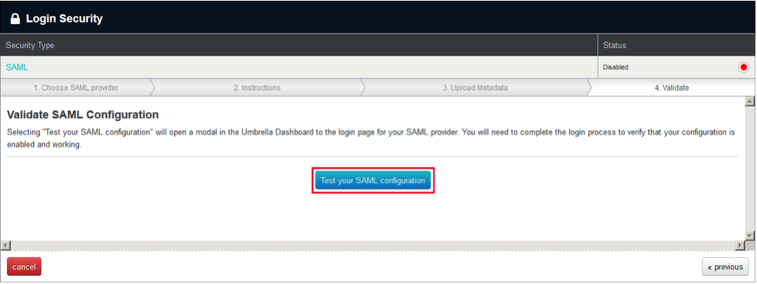 Login Security
Security Type
Status
SAML
Disabled
1. Choose SAML provider
2. Instructions
3. Upload Metadata
4. Validate
Validate SAML Configuration
Selecting "Test your SAML configuration" will open a modal in the Umbrella Dashboard to the login page for your SAML provider. You will need to complete the login process to verify that your configuration is
enabled and working.
Test your SAML configuration
cancel
« previous